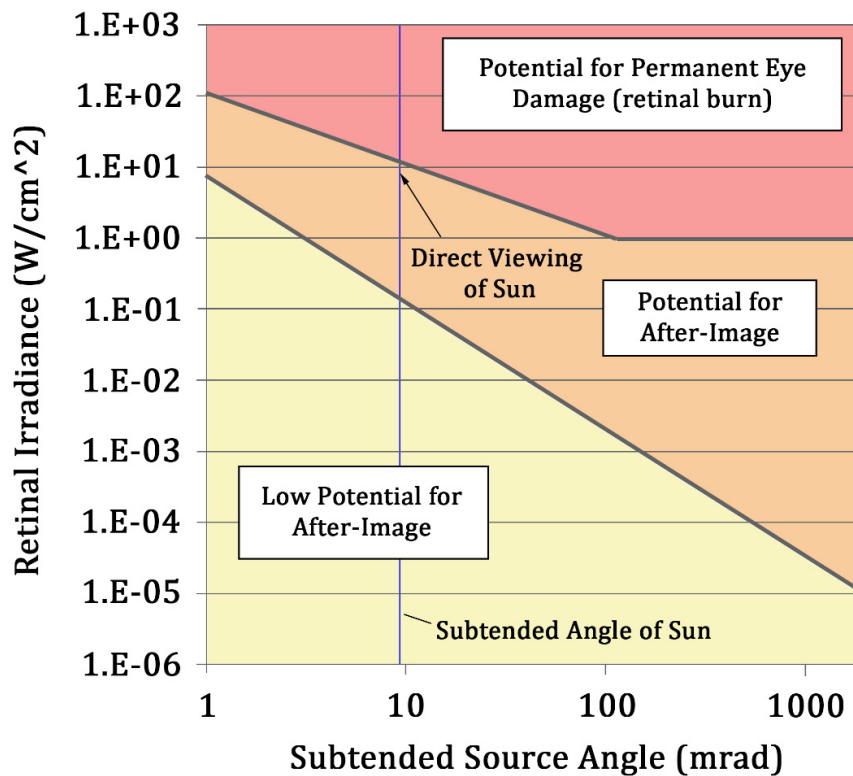 1.E+03
1.E+02
1.E+01
1.E+00
1.E-01
1.E-02
1.E-03
1.E-04
1.E-05
1.E-06
Retinal Irradiance (W/cm^2)
Potential for Permanent Eye
Damage (retinal burn)
Direct Viewing
of Sun
Potential for
After-Image
Low Potential for
After-Image
Subtended Angle of Sun
1
10
100
1000
Subtended Source Angle (mrad)